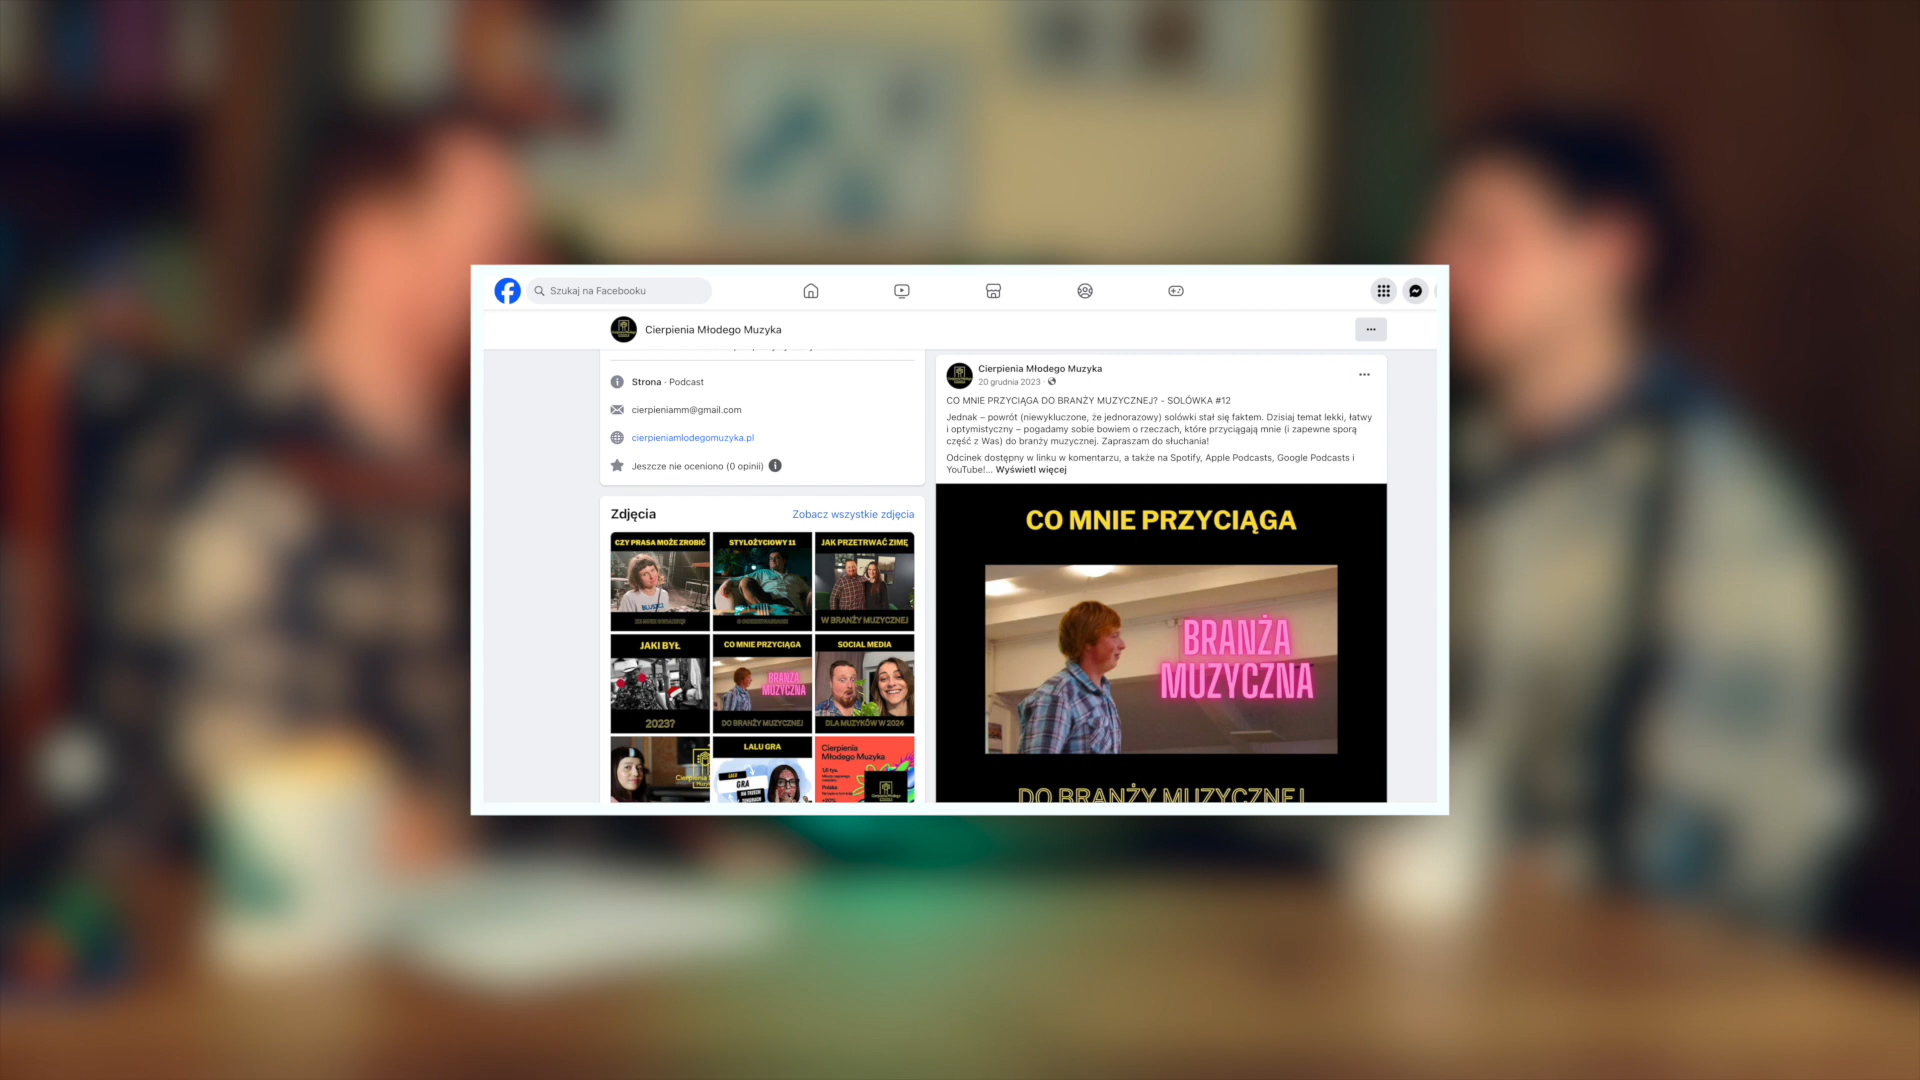 Szukaj na Facebooku
Cierpienia Młodego Muzyka
Strona · Podcast
cierpieniamm@gmail.com
cierpieniamlodegomuzyka.pl
Jeszcze nie oceniono (0 opinii)
Zdjęcia
Zobacz wszystkie zdjęcia
CZY PRASA MOŻE ZROBIĆ
STYLOŻYCIOWY 11
JAK PRZETRWAĆ ZIMĘ
W BRANŻY MUZYCZNEJ
JAKI BYŁ
2023?
CO MNIE PRZYCIĄGA
BRANŻA
MUZYCZNA
DO BRANŻY MUZYCZNEJ
SOCIAL MEDIA
DLA MUZYKÓW W 2024
LALU GRA
GRA
Cierpienia
Młodego Muzyka
Polska
Cierpienia Młodego Muzyka
20 grudnia 2023
CO MNIE PRZYCIĄGA DO BRANŻY MUZYCZNEJ? - SOLÓWKA #12
Jednak – powrót (niewykluczone, że jednorazowy) solówki stał się faktem. Dzisiaj temat lekki, łatwy
i optymistyczny – pogadamy sobie bowiem o rzeczach, które przyciągają mnie (i zapewne sporą
część z Was) do branży muzycznej. Zapraszam do słuchania!
Odcinek dostępny w linku w komentarzu, a także na Spotify, Apple Podcasts, Google Podcasts i
YouTube!... Wyświetl więcej
CO MNIE PRZYCIĄGA
BRANŻA
MUZYCZNA
DO BRANŻY MUZYCZNEJ